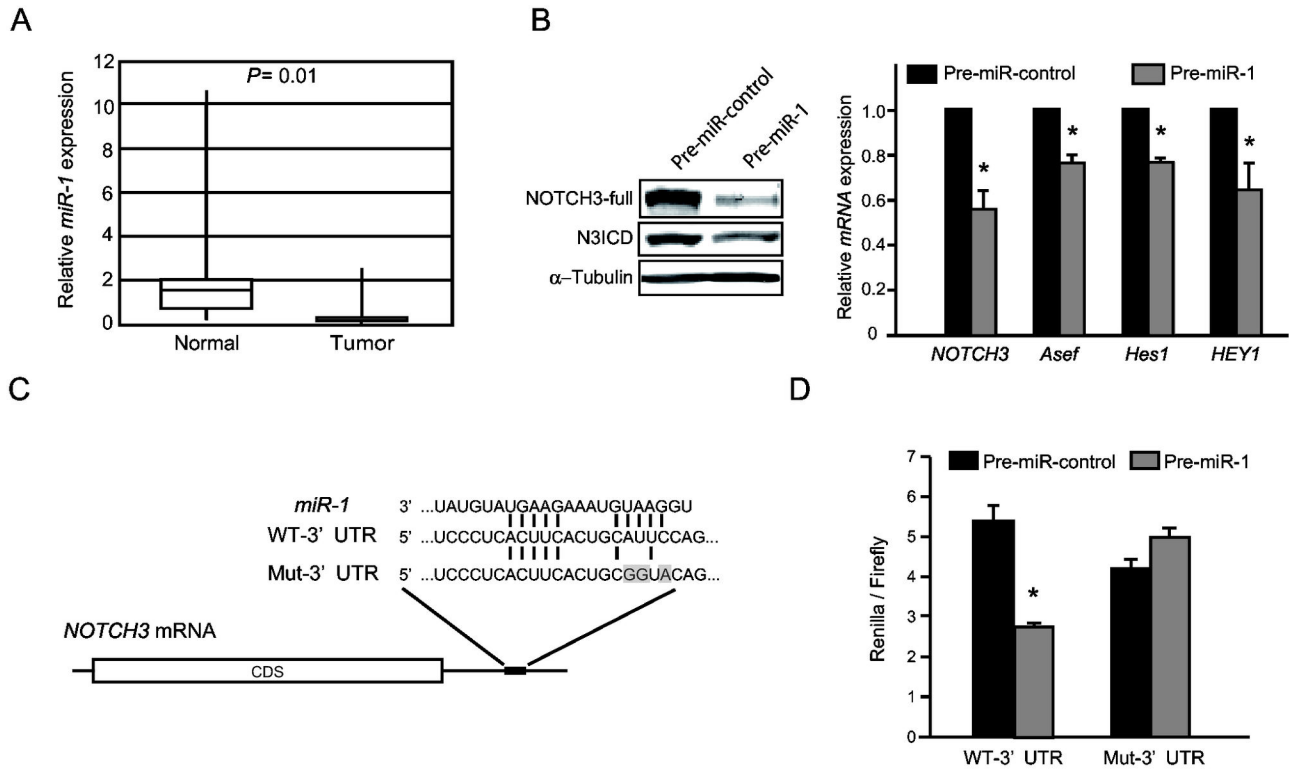 A
P= 0.01
Relative miR-1 expression
12
10
8
6
4
2
0
Normal
Tumor
B
Pre-miR-control
Pre-miR-1
NOTCH3-full
N3ICD
α–Tubulin
Pre-miR-control
Pre-miR-1
Relative mRNA expression
1.0
0.8
0.6
0.4
0.2
0
*
*
*
*
NOTCH3
Asef
Hes1
HEY1
C
miR-1 3' ...UAUGUAUGAAGAAAUGUAAGGU
WT-3' UTR 5' ...UCCCUCACUUCACUGCAUUCCAG...
Mut-3' UTR 5' ...UCCCUCACUUCACUGCGGUACAG...
NOTCH3 mRNA
CDS
D
Pre-miR-control
Pre-miR-1
Renilla / Firefly
7
6
5
4
3
2
1
0
*
WT-3' UTR
Mut-3' UTR